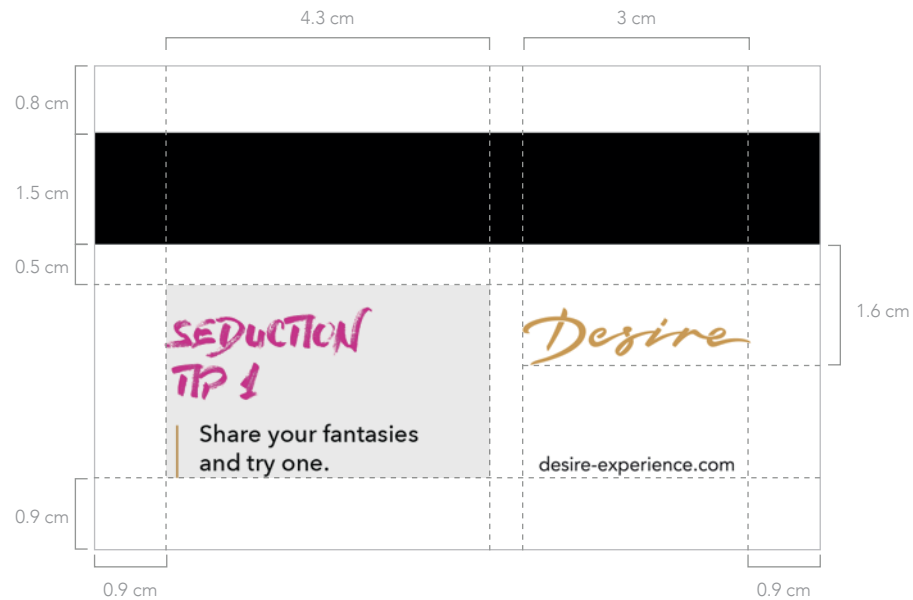 4.3 cm
3 cm
0.8 cm
1.5 cm
0.5 cm
1.6 cm
SEDUCTION
TIP 1
Desire
Share your fantasies
and try one.
desire-experience.com
0.9 cm
0.9 cm
0.9 cm